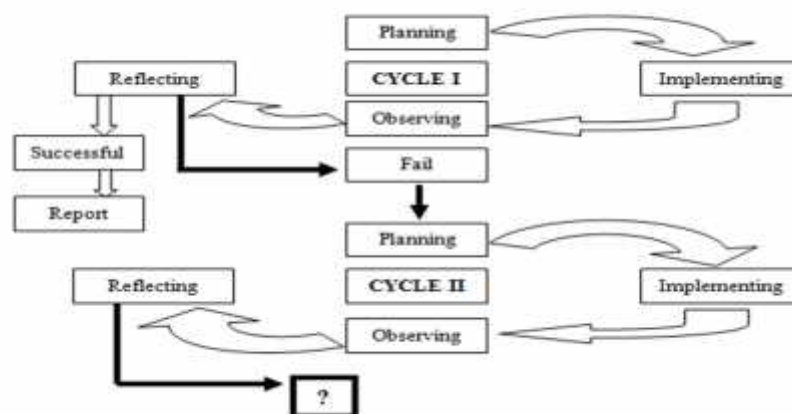 Planning
Reflecting
CYCLE I
Implementing
Observing
Successful
Fail
Report
Planning
Reflecting
CYCLE II
Implementing
Observing
?